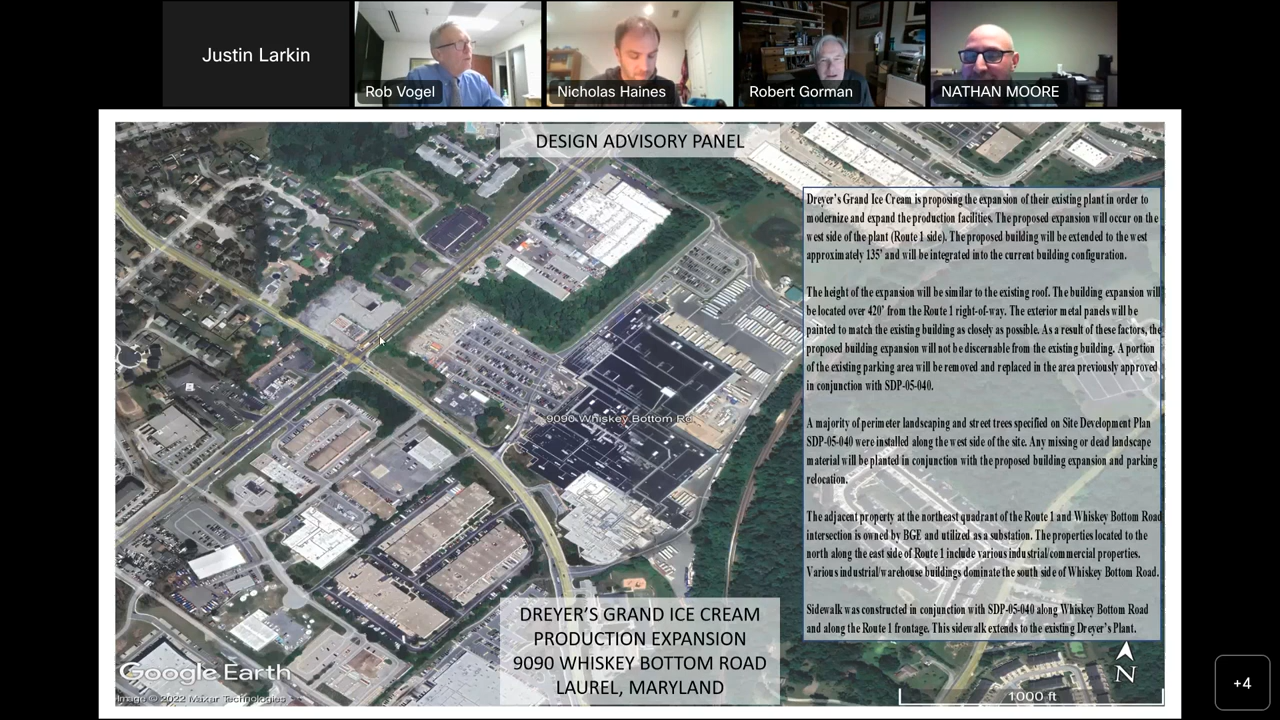 Justin Larkin
Rob Vogel
Nicholas Haines
Robert Gorman
NATHAN MOORE
DESIGN ADVISORY PANEL
Dreyer's Grand Ice Cream is proposing the expansion of their existing plant in order to
modernize and expand the production facilities. The proposed expansion will occur on the
west side of the plant (Route 1 side). The proposed building will be extended to the west
approximately 135' and will be integrated into the current building configuration.
The height of the expansion will be similar to the existing roof. The building expansion will
be located over 420' from the Route 1 right-of-way. The exterior metal panels will be
painted to match the existing building as closely as possible. As a result of these factors, the
proposed building expansion will not be discernable from the existing building. A portion
of the existing parking area will be removed and replaced in the area previously approved
in conjunction with SDP-05-040.
A majority of perimeter landscaping and street trees specified on Site Development Plan
SDP-05-040 were installed along the west side of the site. Any missing or dead landscape
material will be planted in conjunction with the proposed building expansion and parking
relocation.
The adjacent property at the northeast quadrant of the Route 1 and Whiskey Bottom Road
intersection is owned by BGE and utilized as a substation. The properties located to the
north along the east side of Route 1 include various industrial/commercial properties.
Various industrial/warehouse buildings dominate the south side of Whiskey Bottom Road.
Sidewalk was constructed in conjunction with SDP-05-040 along Whiskey Bottom Road
and along the Route 1 frontage. This sidewalk extends to the existing Dreyer's Plant.
9090 Whiskey Bottom Rd
DREYER'S GRAND ICE CREAM
PRODUCTION EXPANSION
9090 WHISKEY BOTTOM ROAD
LAUREL, MARYLAND
Google Earth
Image © 2022 Maxar Technologies
N
1000 ft
+4